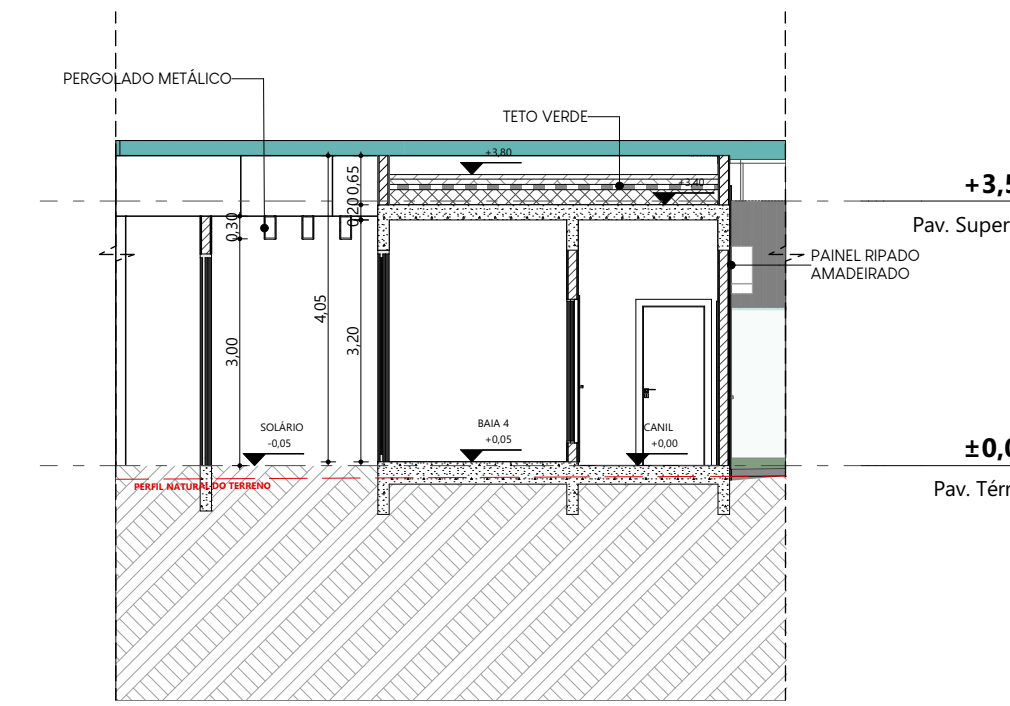 PERGOLADO METÁLICO
TETO VERDE
+3,80
+3,40
+3,5
Pav. Super
PAINEL RIPADO
AMADEIRADO
0,65
0,20
0,30
4,05
3,20
3,00
SOLÁRIO
-0,05
BAIA 4
+0,05
CANIL
+0,00
±0,0
Pav. Térr
PERFIL NATURAL DO TERRENO